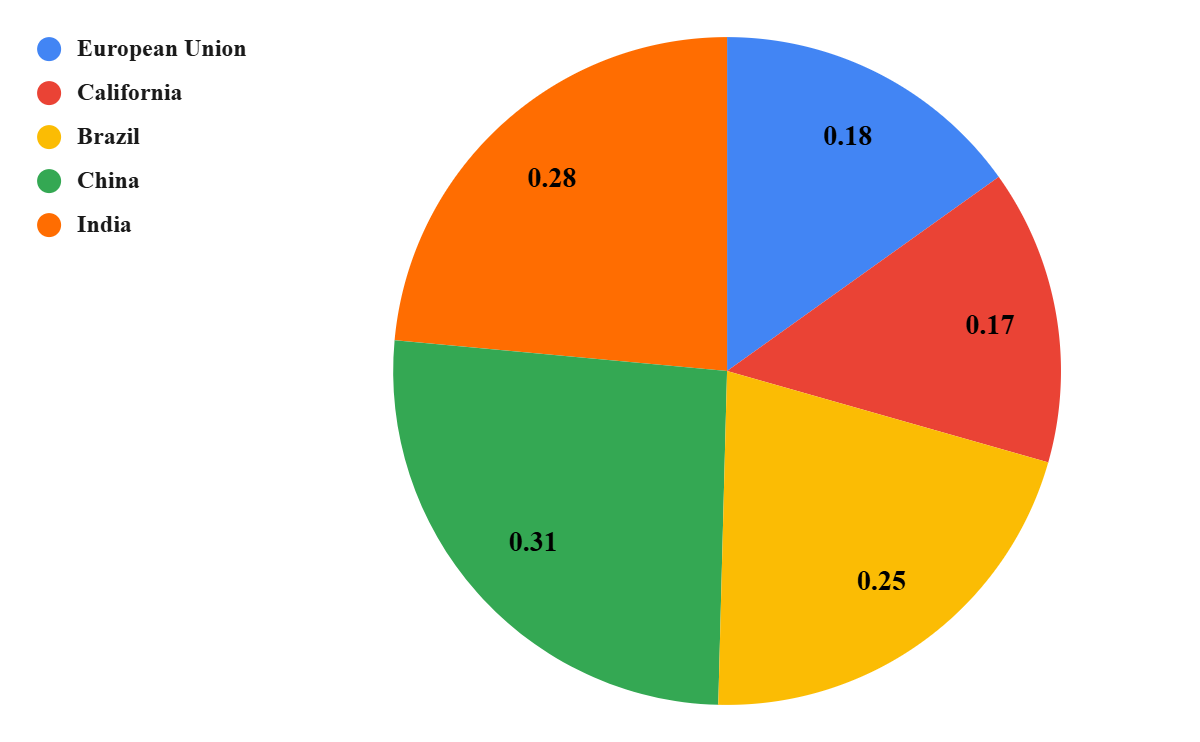 European Union
California
Brazil
China
India
0.18
0.17
0.25
0.31
0.28